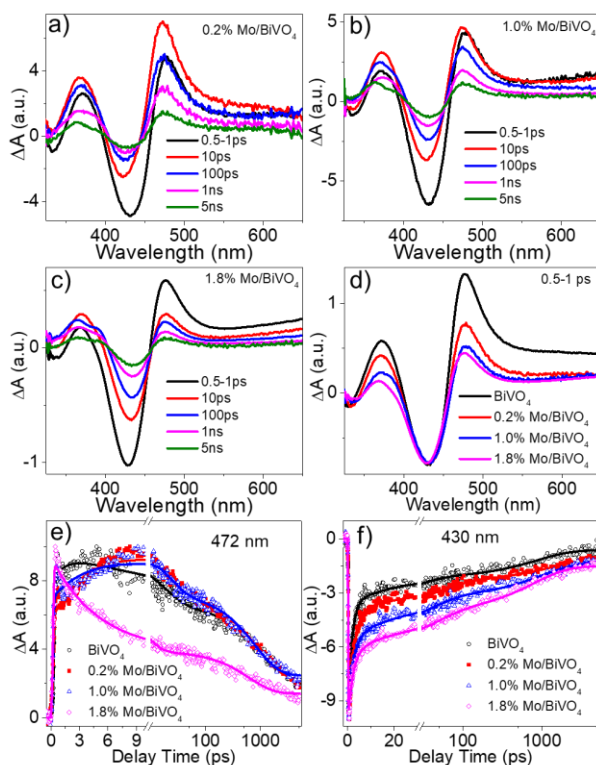 a) 0.2% Mo/BiVO₄
ΔA (a.u.)
4
0
-4
0.5-1ps
10ps
100ps
1ns
5ns
400 500 600
Wavelength (nm)
b) 1.0% Mo/BiVO₄
ΔA (a.u.)
5
0
-5
0.5-1ps
10ps
100ps
1ns
5ns
400 500 600
Wavelength (nm)
c) 1.8% Mo/BiVO₄
ΔA (a.u.)
0
-1
0.5-1ps
10ps
100ps
1ns
5ns
400 500 600
Wavelength (nm)
d) 0.5-1 ps
ΔA (a.u.)
1
0
BiVO₄
0.2% Mo/BiVO₄
1.0% Mo/BiVO₄
1.8% Mo/BiVO₄
400 500 600
Wavelength (nm)
e) 472 nm
ΔA (a.u.)
9
6
3
0
BiVO₄
0.2% Mo/BiVO₄
1.0% Mo/BiVO₄
1.8% Mo/BiVO₄
0 3 6 9 100 1000
Delay Time (ps)
f) 430 nm
ΔA (a.u.)
0
-3
-6
-9
BiVO₄
0.2% Mo/BiVO₄
1.0% Mo/BiVO₄
1.8% Mo/BiVO₄
0 20 100 1000
Delay Time (ps)